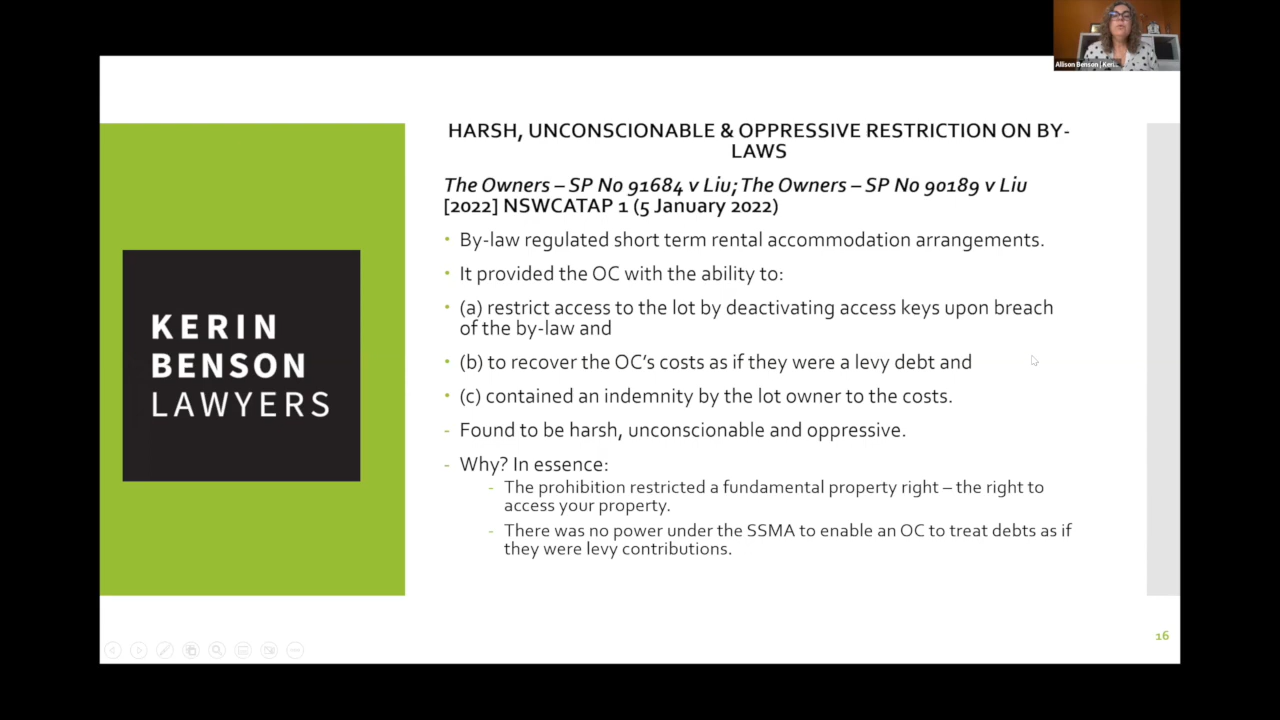 Allison Benson | Keri...
HARSH, UNCONSCIONABLE & OPPRESSIVE RESTRICTION ON BY-
LAWS
The Owners – SP No 91684 v Liu; The Owners – SP No 90189 v Liu
[2022] NSWCATAP 1 (5 January 2022)
• By-law regulated short term rental accommodation arrangements.
• It provided the OC with the ability to:
• (a) restrict access to the lot by deactivating access keys upon breach
of the by-law and
• (b) to recover the OC's costs as if they were a levy debt and
• (c) contained an indemnity by the lot owner to the costs.
- Found to be harsh, unconscionable and oppressive.
- Why? In essence:
- The prohibition restricted a fundamental property right – the right to
access your property.
- There was no power under the SSMA to enable an OC to treat debts as if
they were levy contributions.
KERIN
BENSON
LAWYERS
16